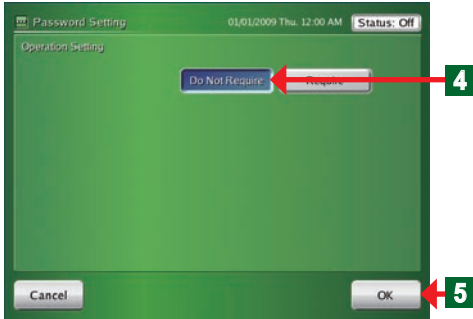 Password Setting 01/01/2009 Thu. 12:00 AM Status: Off
Operation Setting
Do Not Require Require 4
Cancel OK 5